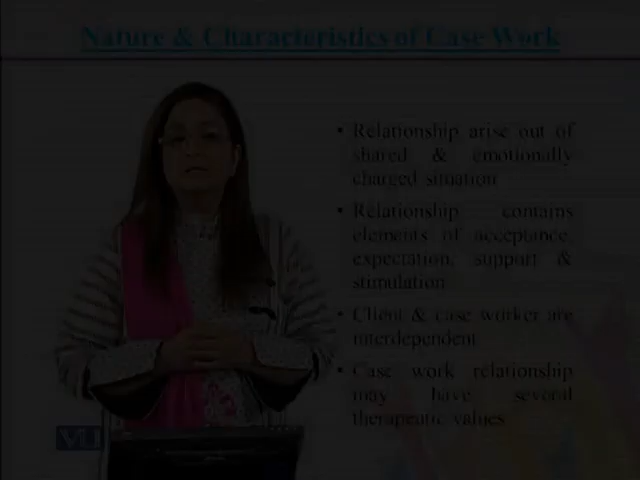 Nature & Characteristics of Case Work
• Relationship arise out of
shared & emotionally
charged situation
• Relationship contains
elements of acceptance,
expectation, support &
stimulation
• Client & case worker are
interdependent
• Case work relationship
may have several
therapeutic values
VU